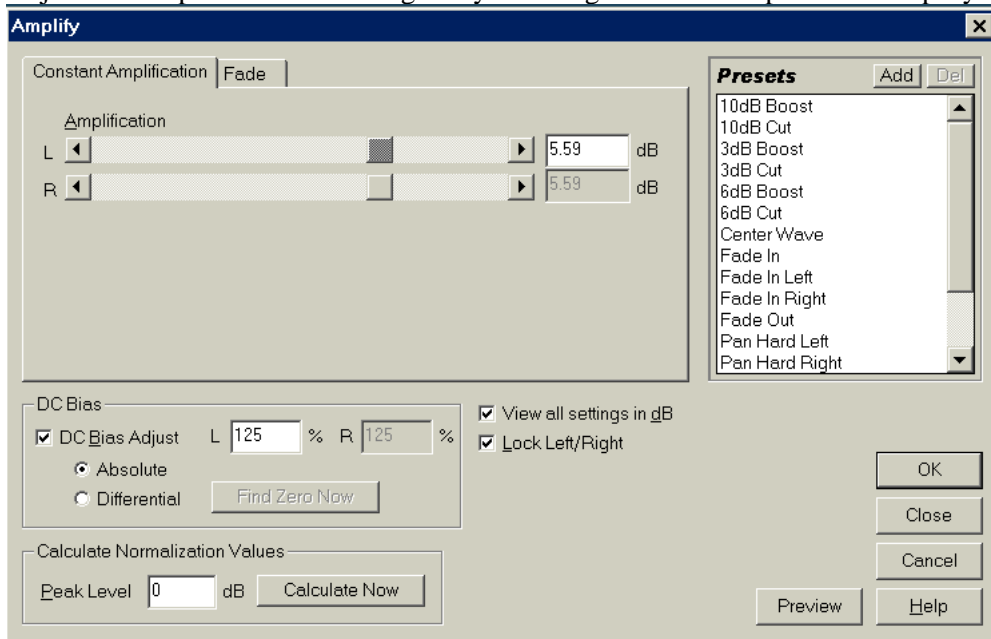 Amplify
Constant Amplification Fade
Amplification
L 5.59 dB
R 5.59 dB
Presets Add Del
10dB Boost
10dB Cut
3dB Boost
3dB Cut
6dB Boost
6dB Cut
Center Wave
Fade In
Fade In Left
Fade In Right
Fade Out
Pan Hard Left
Pan Hard Right
DC Bias
DC Bias Adjust L 125 % R 125 %
Absolute
Differential Find Zero Now
View all settings in dB
Lock Left/Right
Calculate Normalization Values
Peak Level 0 dB Calculate Now
OK
Close
Cancel
Preview Help